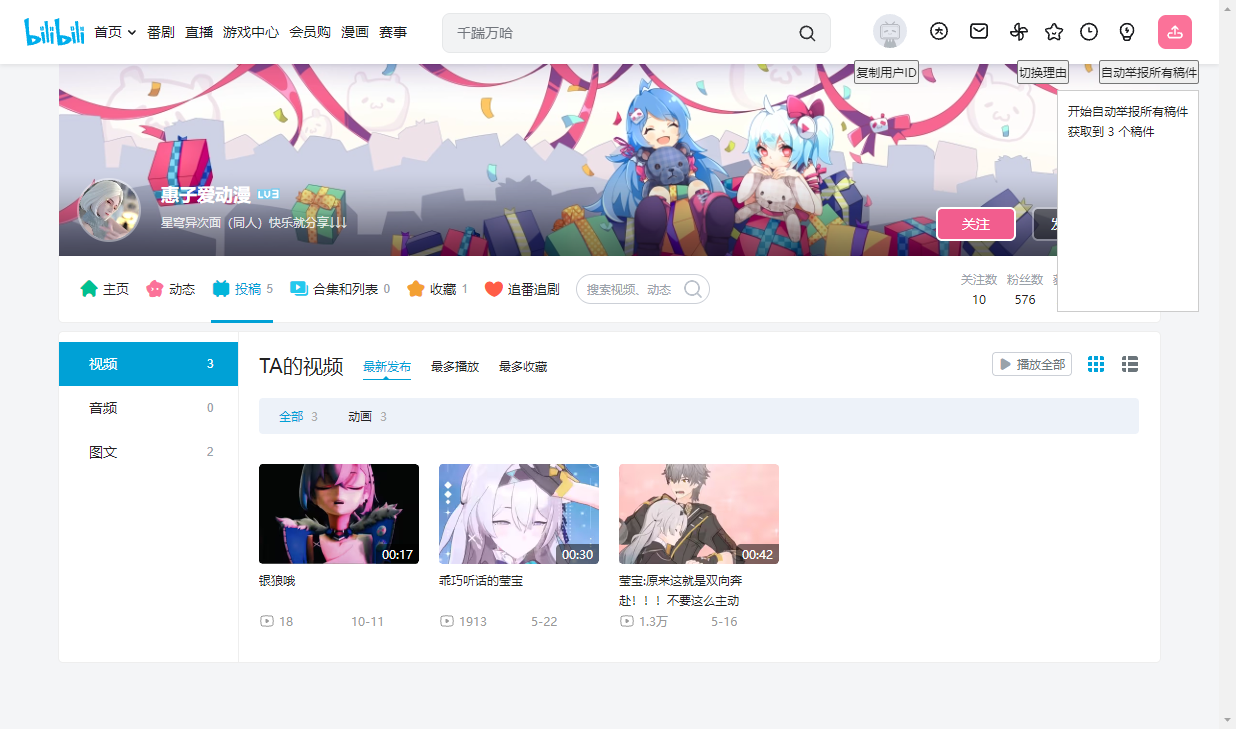 bilibili 首页 番剧 直播 游戏中心 会员购 漫画 赛事
千踹万哈
复制用户ID 切换理由 自动举报所有稿件
开始自动举报所有稿件
获取到 3 个稿件
惠子爱动漫 LV3
星穹异次面（同人）快乐就分享↓↓↓
关注 发
主页 动态 投稿 5 合集和列表 0 收藏 1 追番追剧 搜索视频、动态
关注数 粉丝数
10 576
视频 3
音频 0
图文 2
TA的视频 最新发布 最多播放 最多收藏 播放全部
全部 3 动画 3
00:17 00:30 00:42
银狼哦 乖巧听话的莹宝 莹宝:原来这就是双向奔
赴！！！不要这么主动
18 10-11 1913 5-22 1.3万 5-16